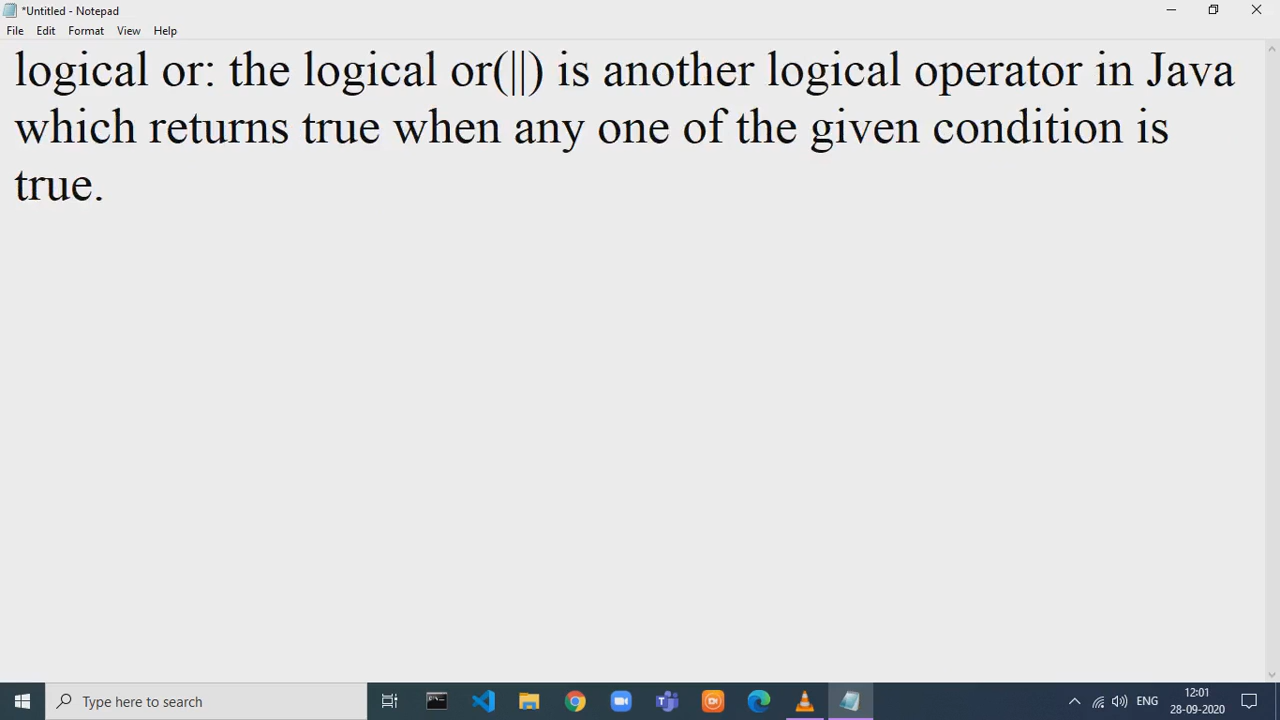 *Untitled - Notepad
File Edit Format View Help
logical or: the logical or(||) is another logical operator in Java
which returns true when any one of the given condition is
true.
Type here to search
ENG
12:01
28-09-2020